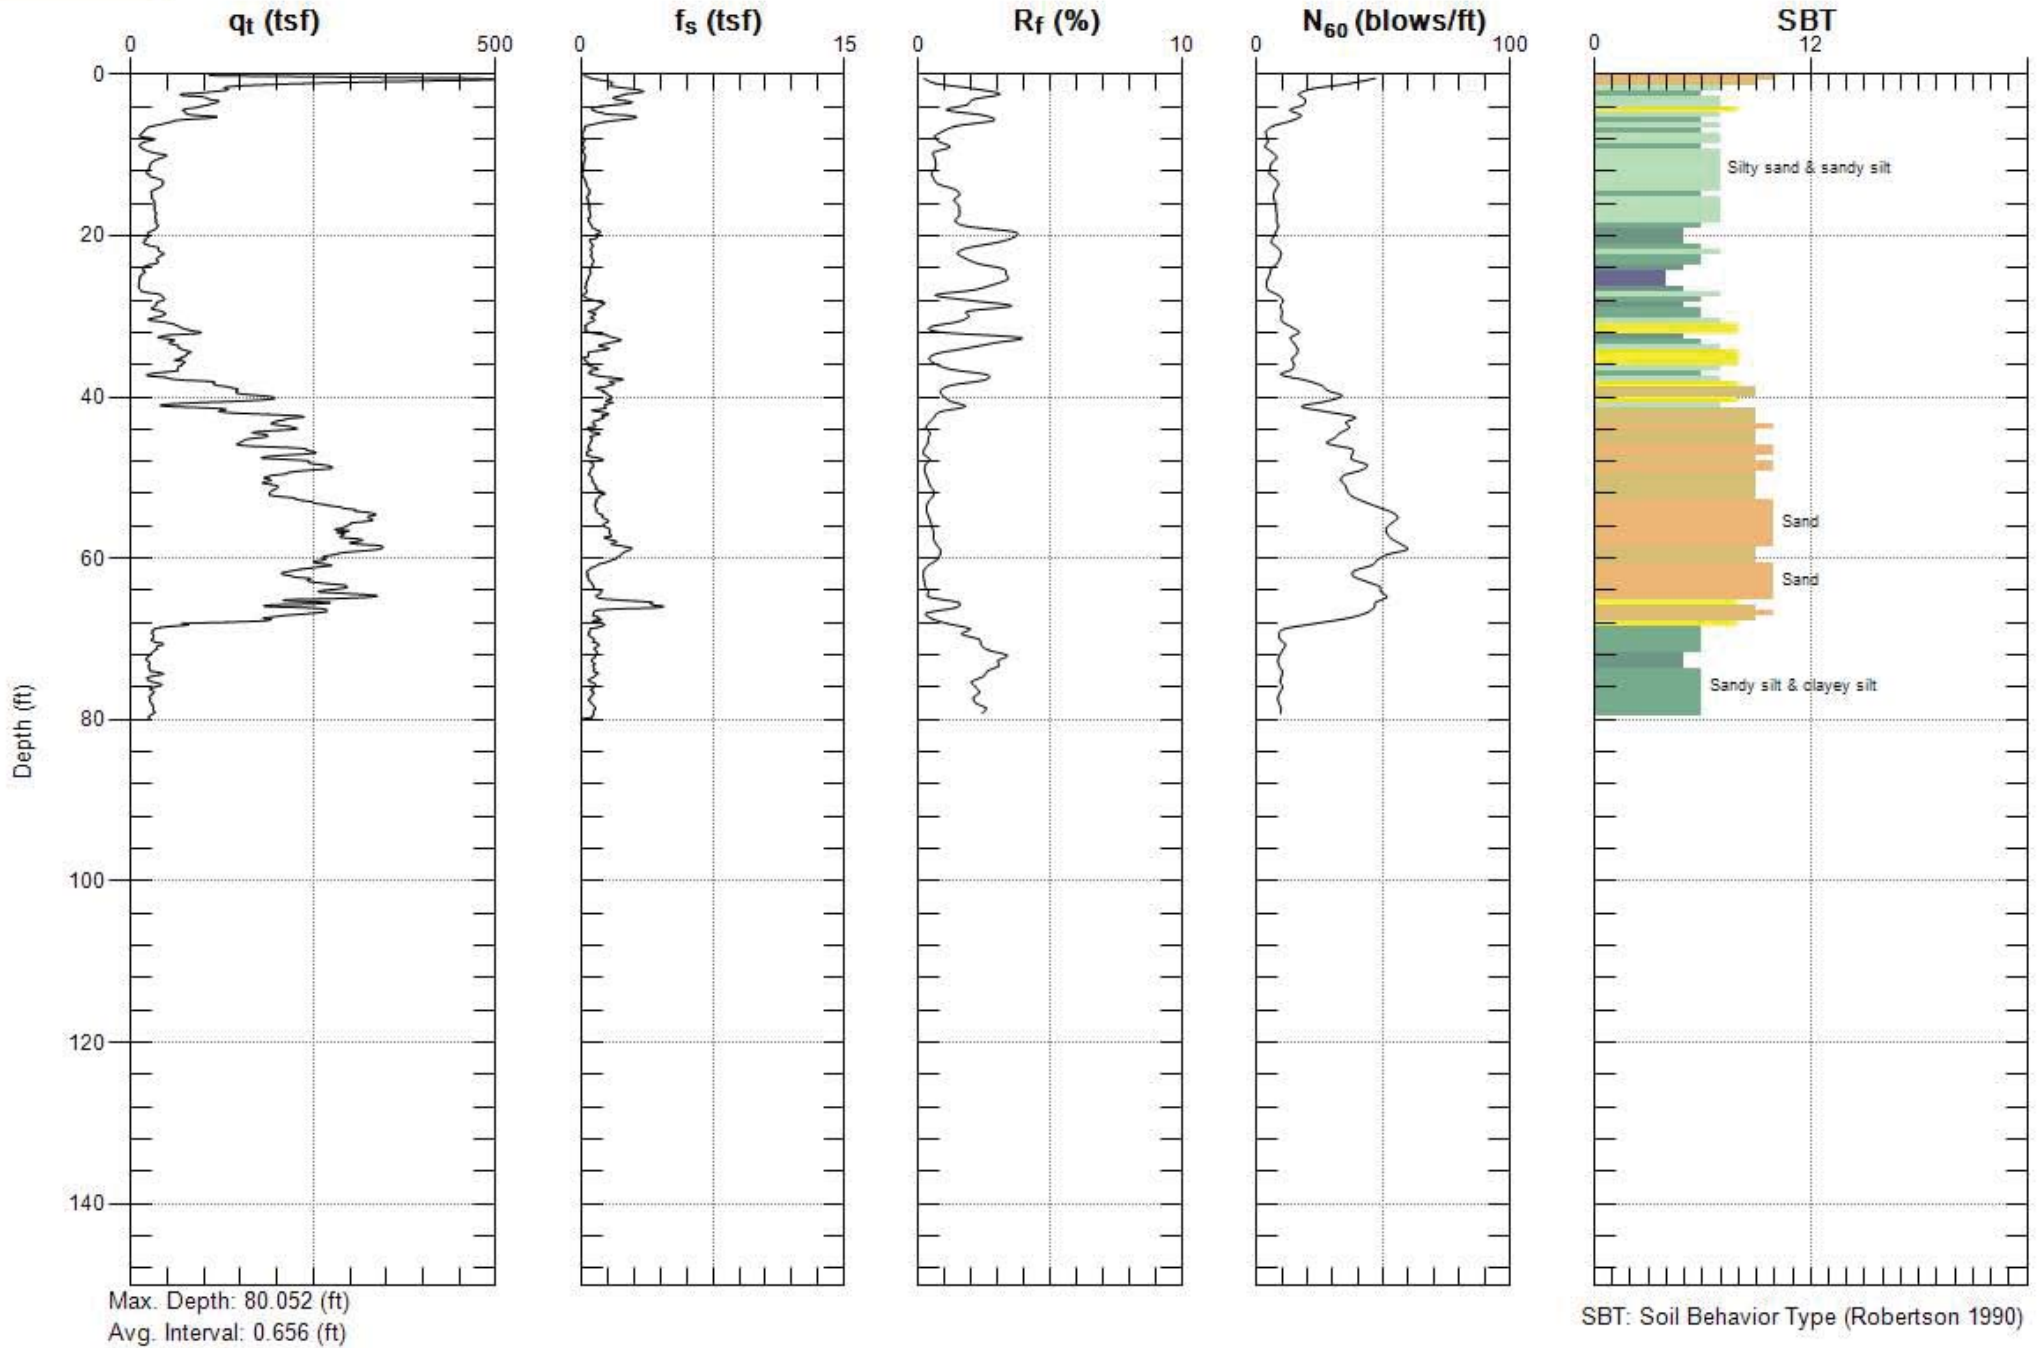 qt (tsf)
fs (tsf)
Rf (%)
N60 (blows/ft)
SBT
0 500
0 15
0 10
0 100
0 12
0
20
40
60
80
100
120
140
Depth (ft)
Silty sand & sandy silt
Sand
Sand
Sandy silt & clayey silt
Max. Depth: 80.052 (ft)
Avg. Interval: 0.656 (ft)
SBT: Soil Behavior Type (Robertson 1990)